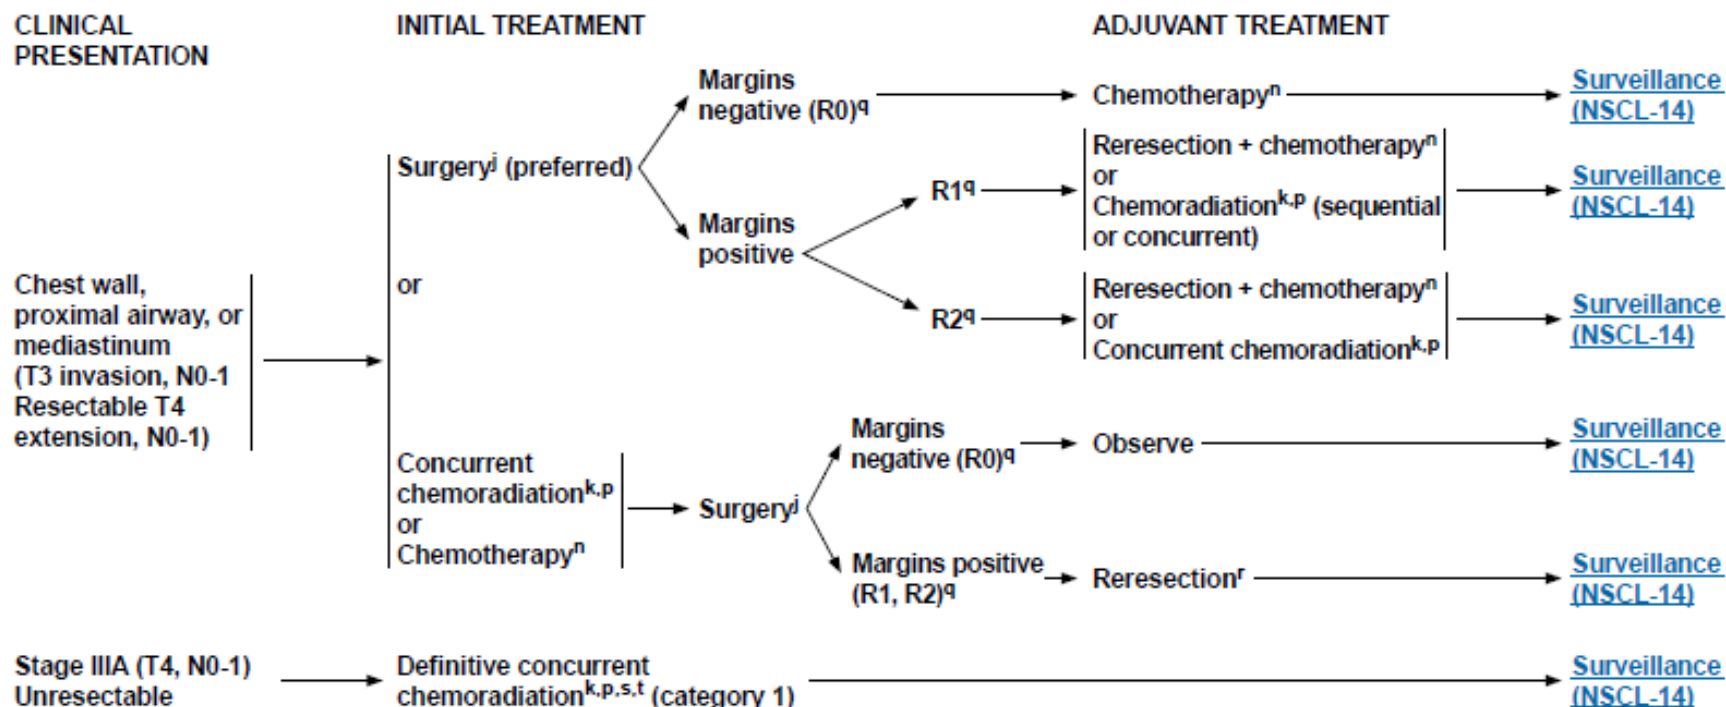 CLINICAL
PRESENTATION
INITIAL TREATMENT
ADJUVANT TREATMENT
Chest wall,
proximal airway, or
mediastinum
(T3 invasion, N0-1
Resectable T4
extension, N0-1)
Surgeryʲ (preferred)
or
Concurrent
chemoradiationᵏ,ᵖ
or
Chemotherapyⁿ
Margins
negative (R0)q
Chemotherapyⁿ
Surveillance
(NSCL-14)
Margins
positive
R1q
Reresection + chemotherapyⁿ
or
Chemoradiationᵏ,ᵖ (sequential
or concurrent)
Surveillance
(NSCL-14)
R2q
Reresection + chemotherapyⁿ
or
Concurrent chemoradiationᵏ,ᵖ
Surveillance
(NSCL-14)
Surgeryʲ
Margins
negative (R0)q
Observe
Surveillance
(NSCL-14)
Margins positive
(R1, R2)q
Reresectionʳ
Surveillance
(NSCL-14)
Stage IIIA (T4, N0-1)
Unresectable
Definitive concurrent
chemoradiationᵏ,ᵖ,ˢ,ᵗ (category 1)
Surveillance
(NSCL-14)